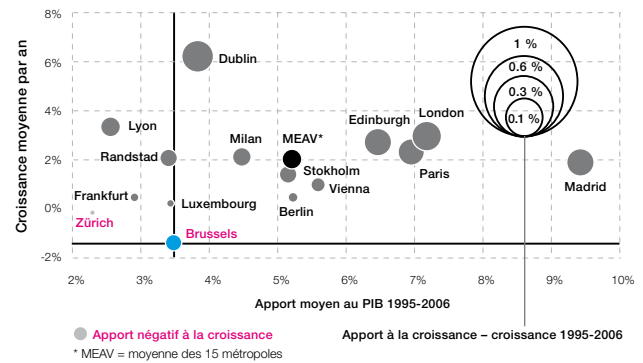 Croissance moyenne par an
8%
6%
4%
2%
0%
-2%
Dublin
Lyon
Randstad
Milan
MEAV*
Edinburgh
London
Paris
Stokholm
Vienna
Berlin
Madrid
Frankfurt
Zürich
Luxembourg
Brussels
1 %
0.6 %
0.3 %
0.1 %
2%
3%
4%
5%
6%
7%
8%
9%
10%
Apport moyen au PIB 1995-2006
Apport négatif à la croissance
Apport à la croissance – croissance 1995-2006
* MEAV = moyenne des 15 métropoles